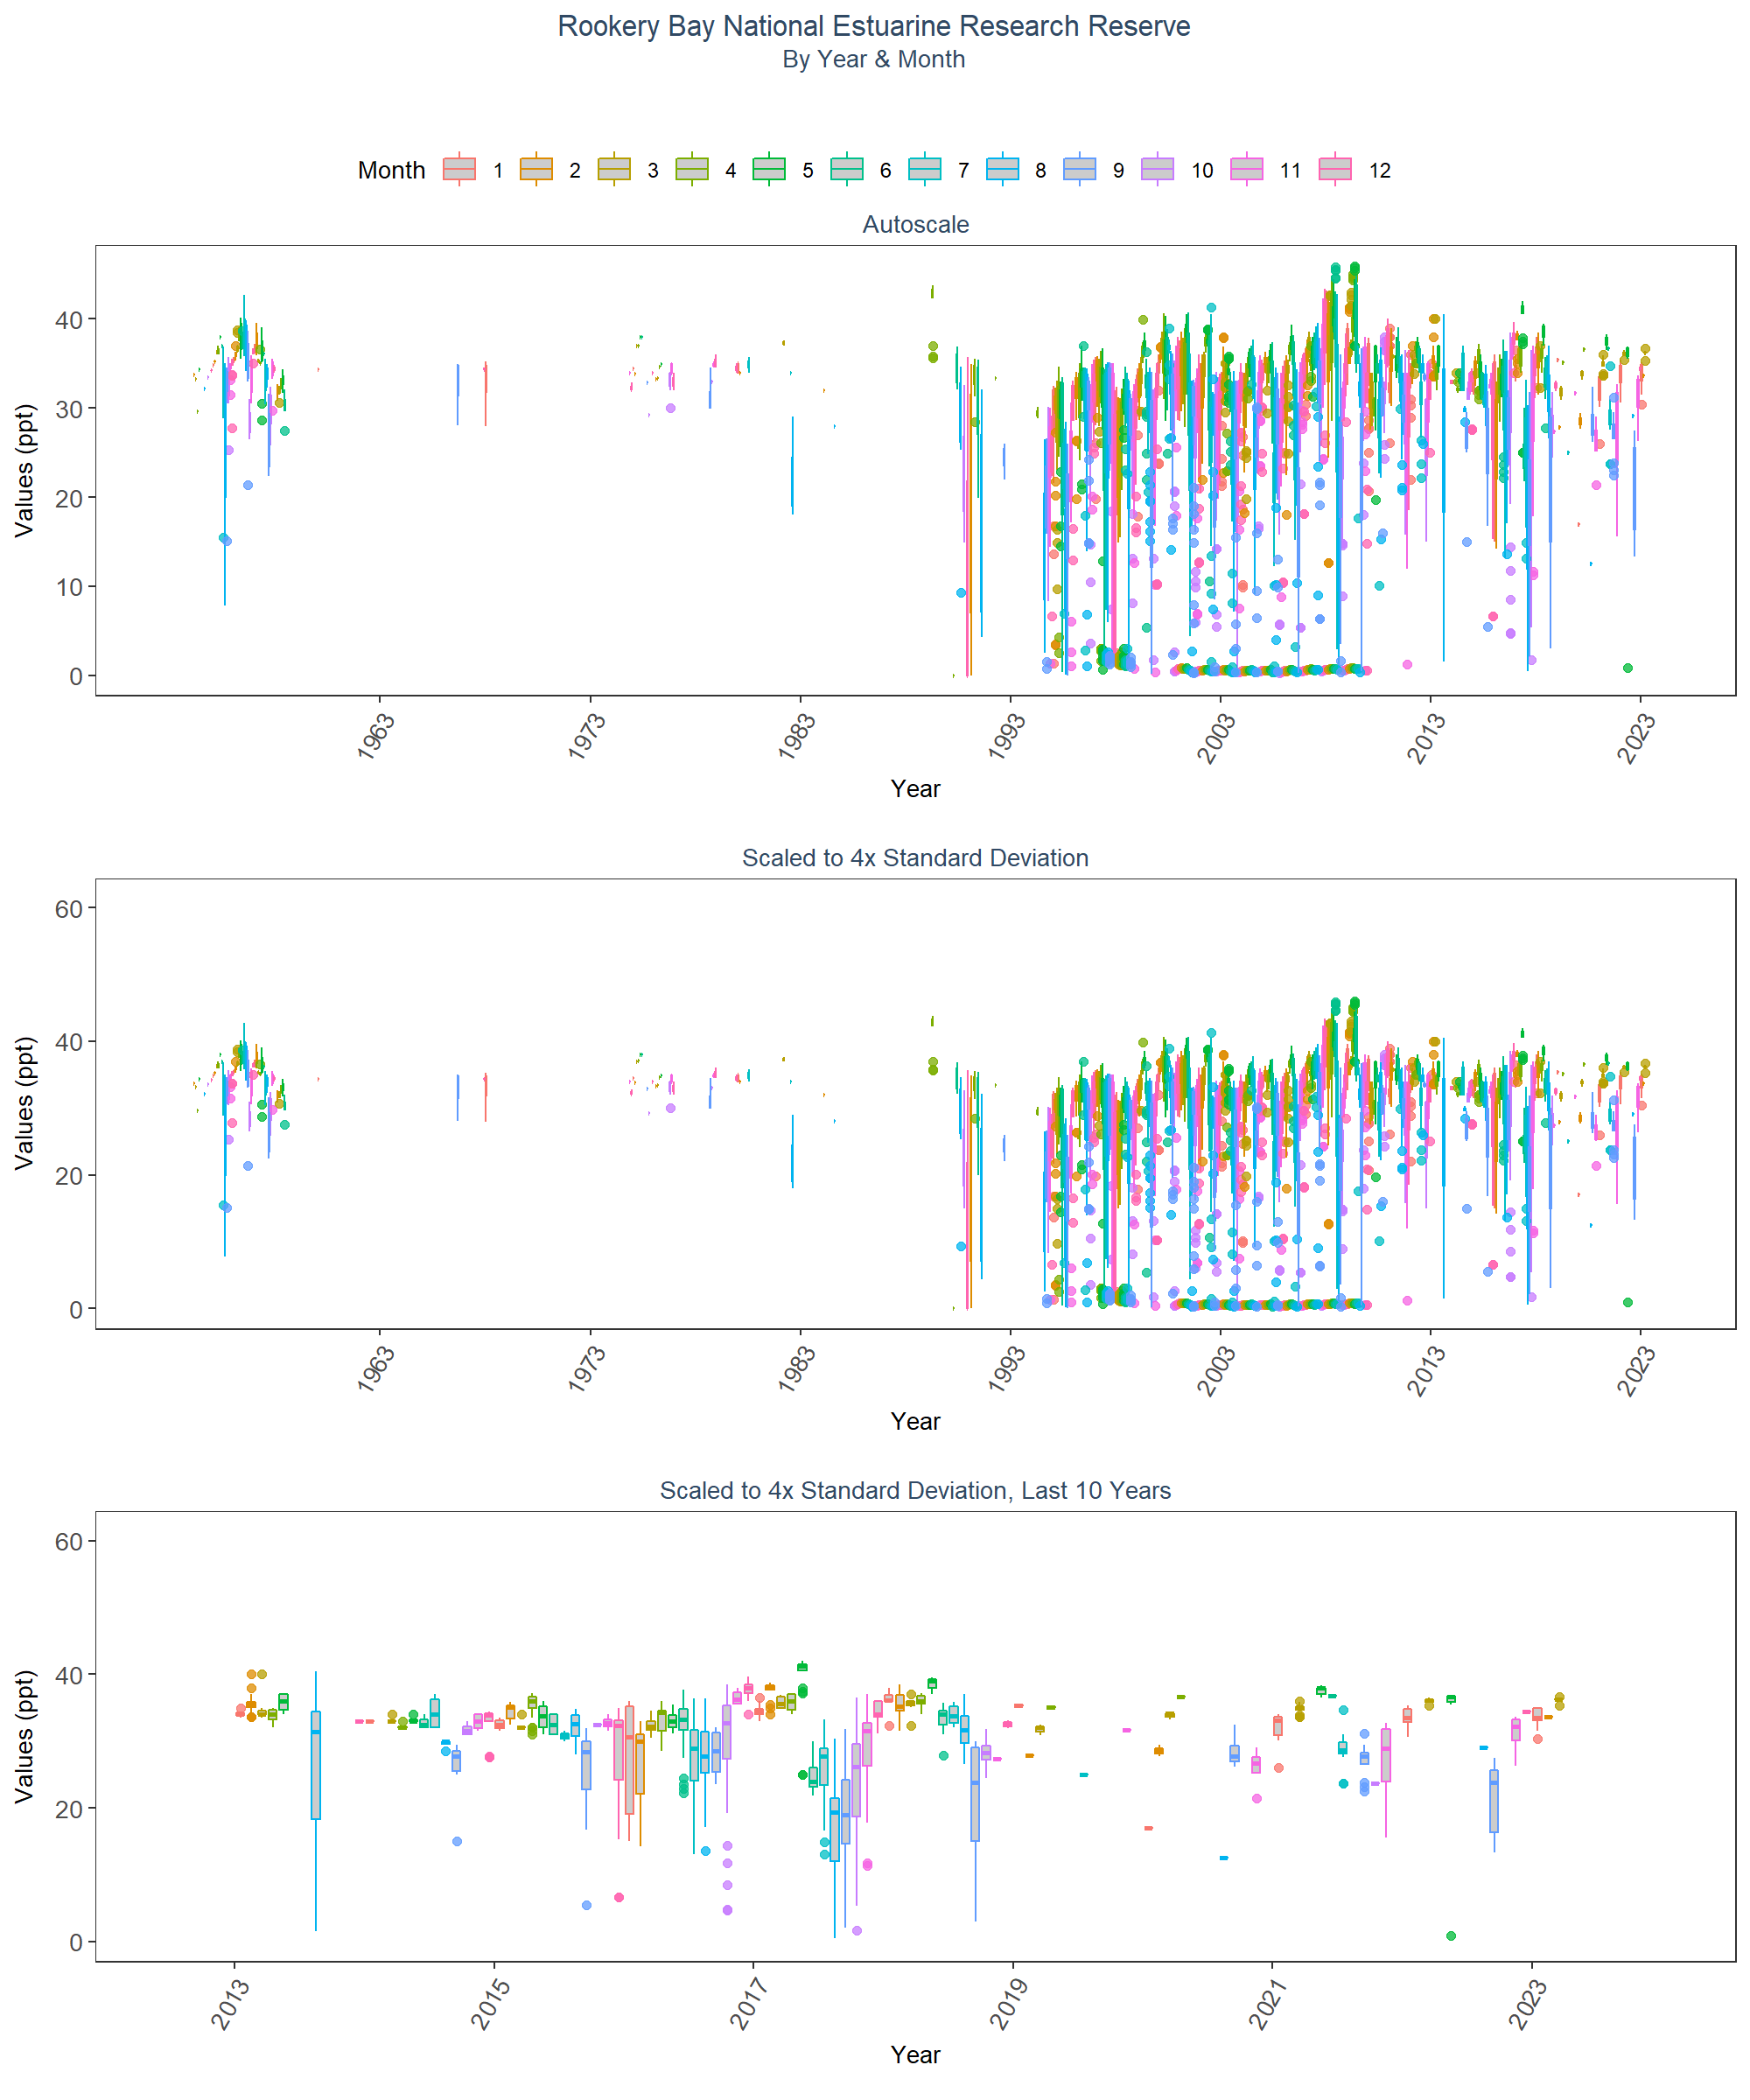 Rookery Bay National Estuarine Research Reserve
By Year & Month
Month 1 2 3 4 5 6 7 8 9 10 11 12
Autoscale
Values (ppt)
40
30
20
10
0
1963 1973 1983 1993 2003 2013 2023
Year
Scaled to 4x Standard Deviation
Values (ppt)
60
40
20
0
1963 1973 1983 1993 2003 2013 2023
Year
Scaled to 4x Standard Deviation, Last 10 Years
Values (ppt)
60
40
20
0
2013 2015 2017 2019 2021 2023
Year